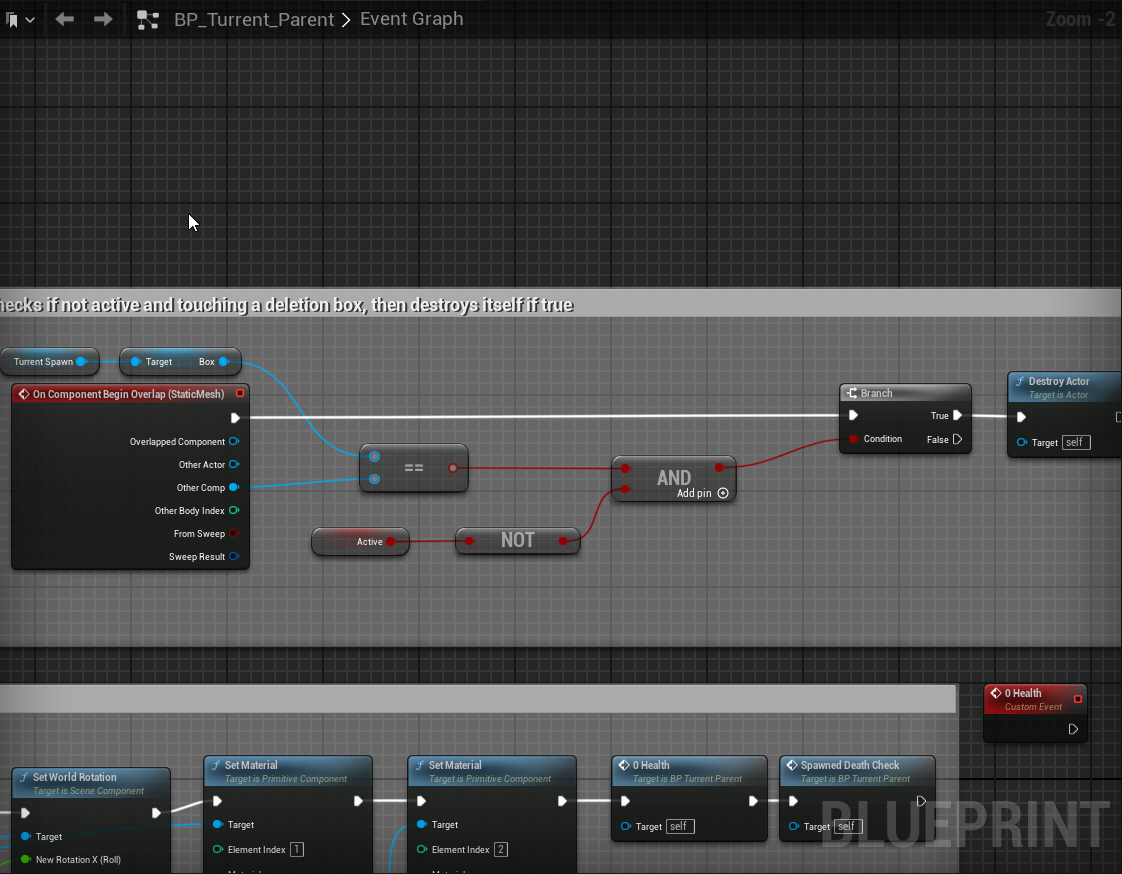 BP_Turrent_Parent > Event Graph
Zoom -2
hecks if not active and touching a deletion box, then destroys itself if true
Turrent Spawn
Target Box
On Component Begin Overlap (StaticMesh)
Overlapped Component
Other Actor
Other Comp
Other Body Index
From Sweep
Sweep Result
==
Active
NOT
AND
Add pin
Branch
True
Condition
False
Destroy Actor
Target is Actor
Target self
0 Health
Custom Event
Set World Rotation
Target is Scene Component
Target
New Rotation X (Roll)
Set Material
Target is Primitive Component
Target
Element Index 1
Set Material
Target is Primitive Component
Target
Element Index 2
0 Health
Target is BP Turrent Parent
Target self
Spawned Death Check
Target is BP Turrent Parent
Target self
BLUEPRINT